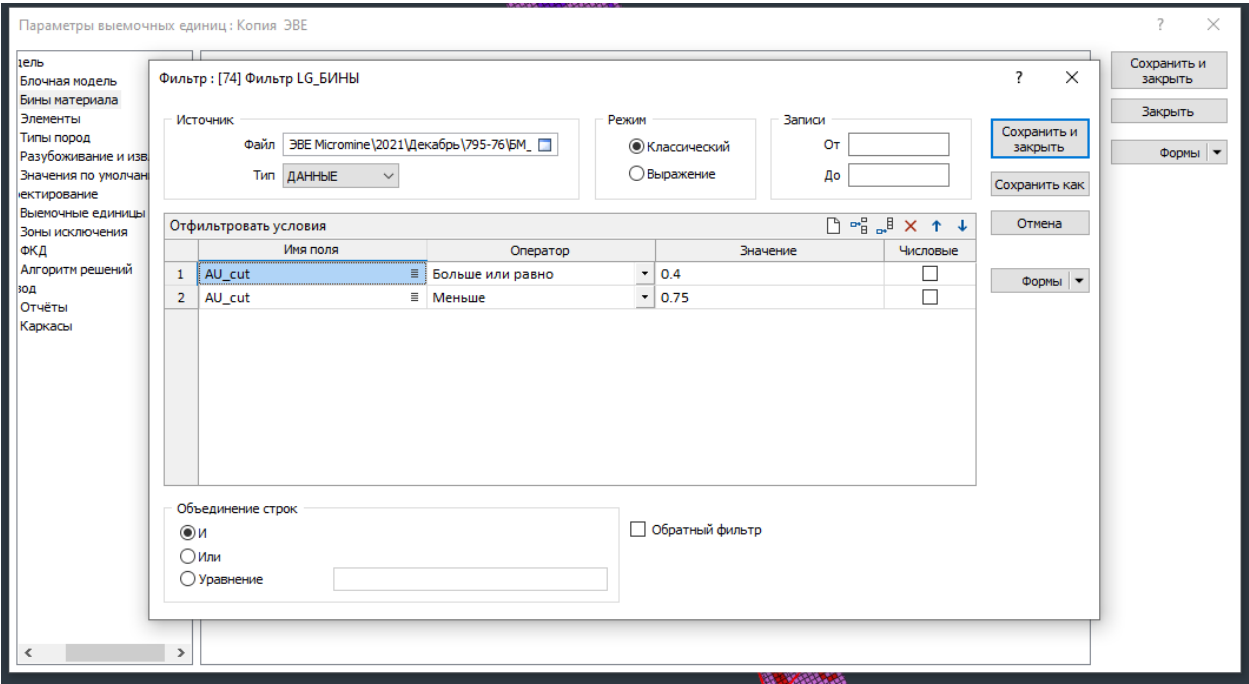 Параметры выемочных единиц : Копия ЭВЕ
?
Сохранить и
закрыть
Закрыть
Формы
Блочная модель
Бины материала
Элементы
Типы пород
Разубоживание и изв
Значения по умолчан
Выемочные единицы
Зоны исключения
ФКД
Алгоритм решений
Отчёты
Каркасы
Фильтр : [74] Фильтр LG_БИНЫ
?
Источник
Файл ЭВЕ Micromine\2021\Декабрь\795-76\БМ_
Тип ДАННЫЕ
Режим
Классический
Выражение
Записи
От
До
Сохранить и
закрыть
Сохранить как
Отмена
Формы
Отфильтровать условия
Имя поля Оператор Значение Числовые
1 AU_cut Больше или равно 0.4
2 AU_cut Меньше 0.75
Объединение строк
И
Или
Уравнение
Обратный фильтр